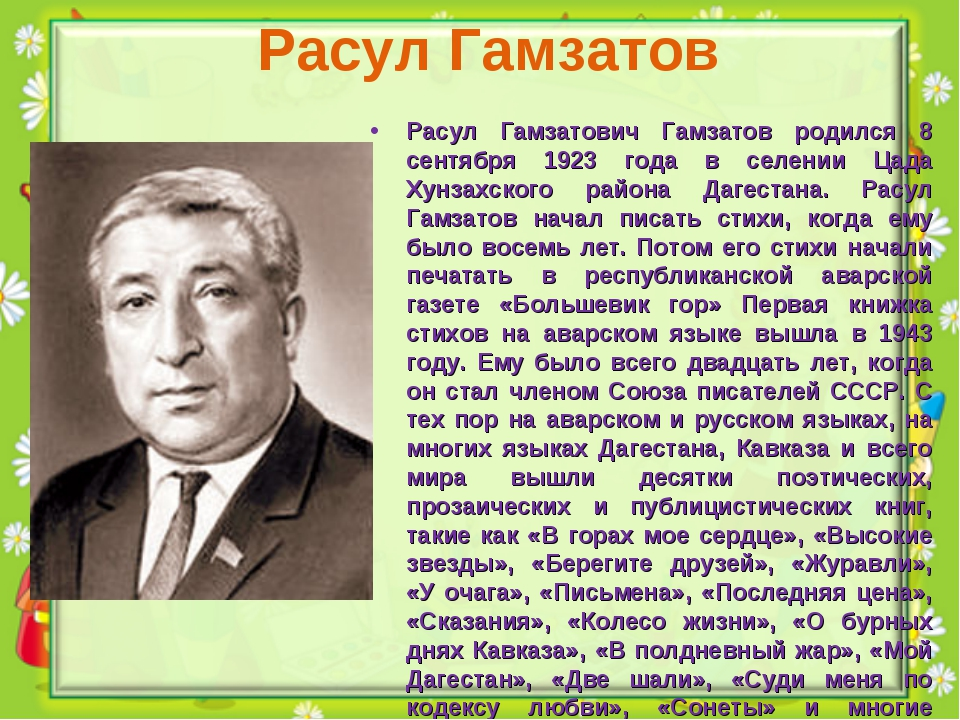 Расул Гамзатов
• Расул Гамзатович Гамзатов родился 8
сентября 1923 года в селении Цада
Хунзахского района Дагестана. Расул
Гамзатов начал писать стихи, когда ему
было восемь лет. Потом его стихи начали
печатать в республиканской аварской
газете «Большевик гор» Первая книжка
стихов на аварском языке вышла в 1943
году. Ему было всего двадцать лет, когда
он стал членом Союза писателей СССР. С
тех пор на аварском и русском языках, на
многих языках Дагестана, Кавказа и всего
мира вышли десятки поэтических,
прозаических и публицистических книг,
такие как «В горах мое сердце», «Высокие
звезды», «Берегите друзей», «Журавли»,
«У очага», «Письмена», «Последняя цена»,
«Сказания», «Колесо жизни», «О бурных
днях Кавказа», «В полдневный жар», «Мой
Дагестан», «Две шали», «Суди меня по
кодексу любви», «Сонеты» и многие